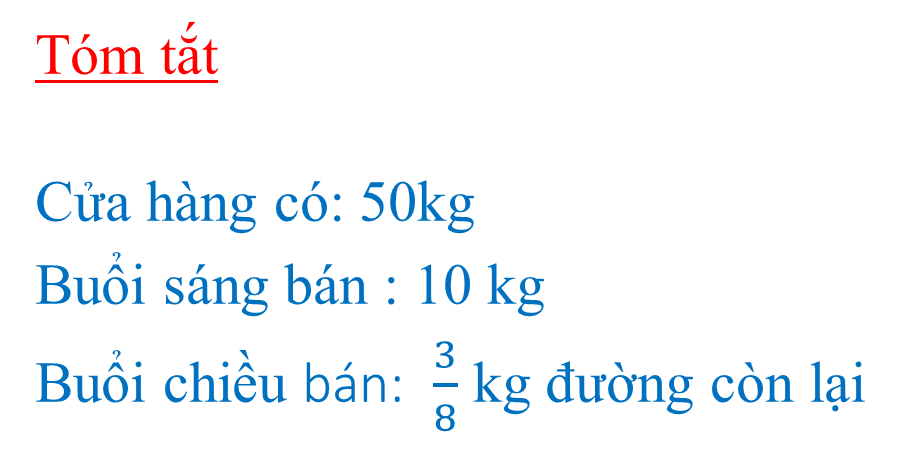 Tóm tắt
Cửa hàng có: 50kg
Buổi sáng bán : 10 kg
Buổi chiều bán: 3/8 kg đường còn lại